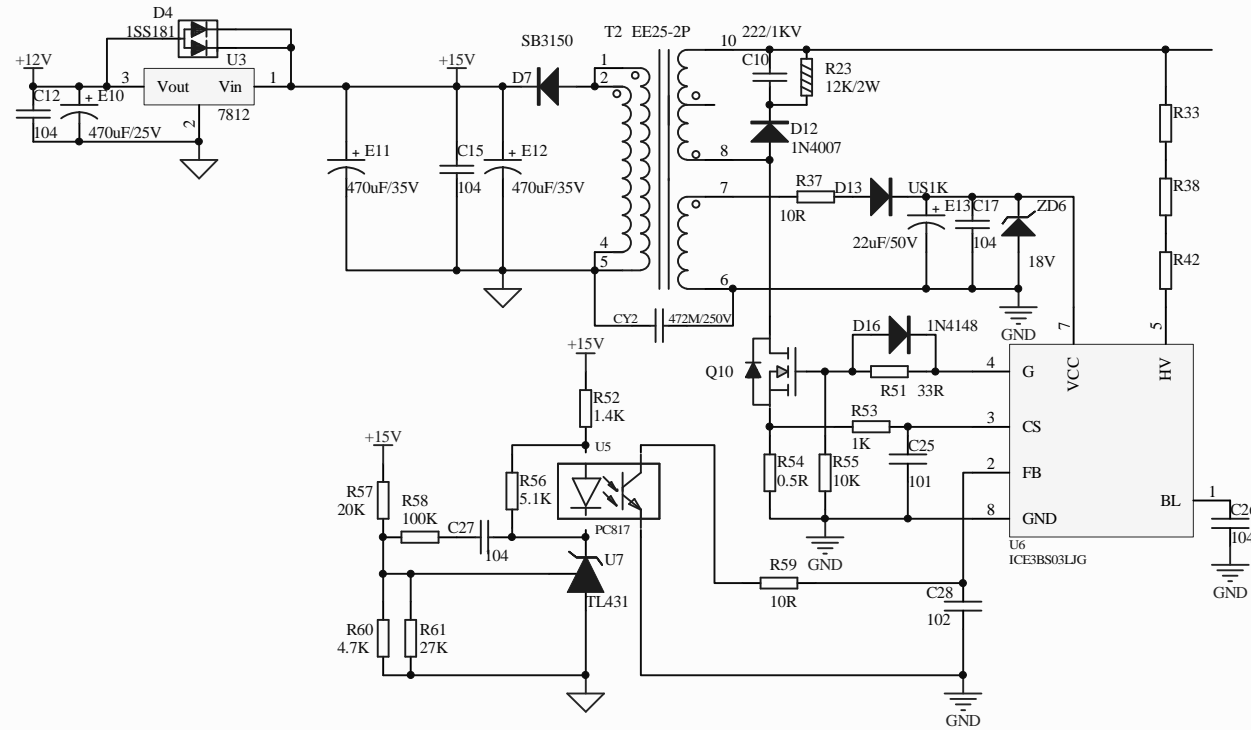 D4
1SS181
+12V
U3
3
Vout
Vin
1
7812
2
C12
104
E10
470uF/25V
+
E11
470uF/35V
+
+15V
C15
104
E12
470uF/35V
+
SB3150
D7
T2 EE25-2P
1
2
4
5
10
8
7
6
222/1KV
C10
R23
12K/2W
D12
1N4007
R37
10R
D13
US1K
E13
22uF/50V
+
C17
104
ZD6
18V
GND
R33
R38
R42
CY2
472M/250V
Q10
D16
1N4148
R51
33R
R53
1K
R54
0.5R
R55
10K
C25
101
GND
7
VCC
5
HV
4
G
3
CS
2
FB
8
GND
BL
1
U6
ICE3BS03LJG
C26
104
GND
+15V
R52
1.4K
U5
PC817
R56
5.1K
+15V
R57
20K
R58
100K
C27
104
U7
TL431
R60
4.7K
R61
27K
R59
10R
C28
102
GND